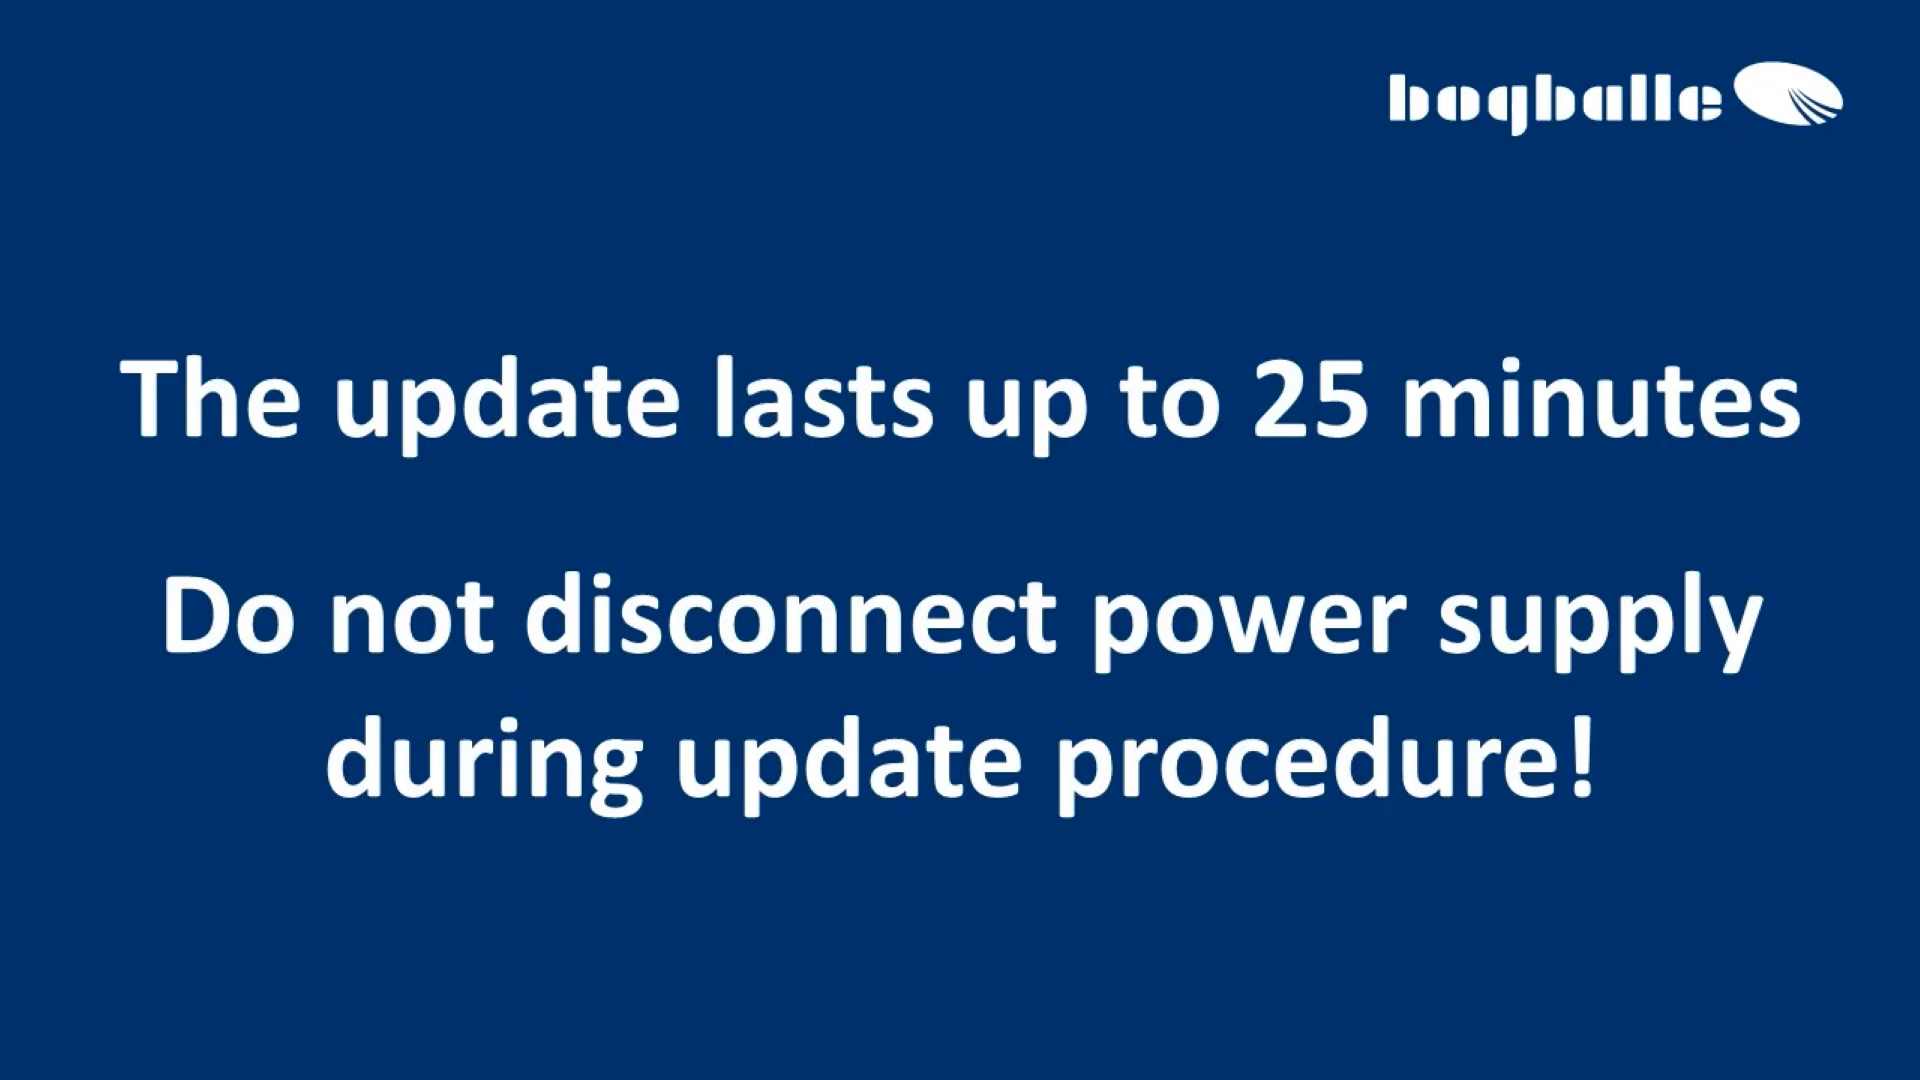 bogballe
The update lasts up to 25 minutes
Do not disconnect power supply
during update procedure!